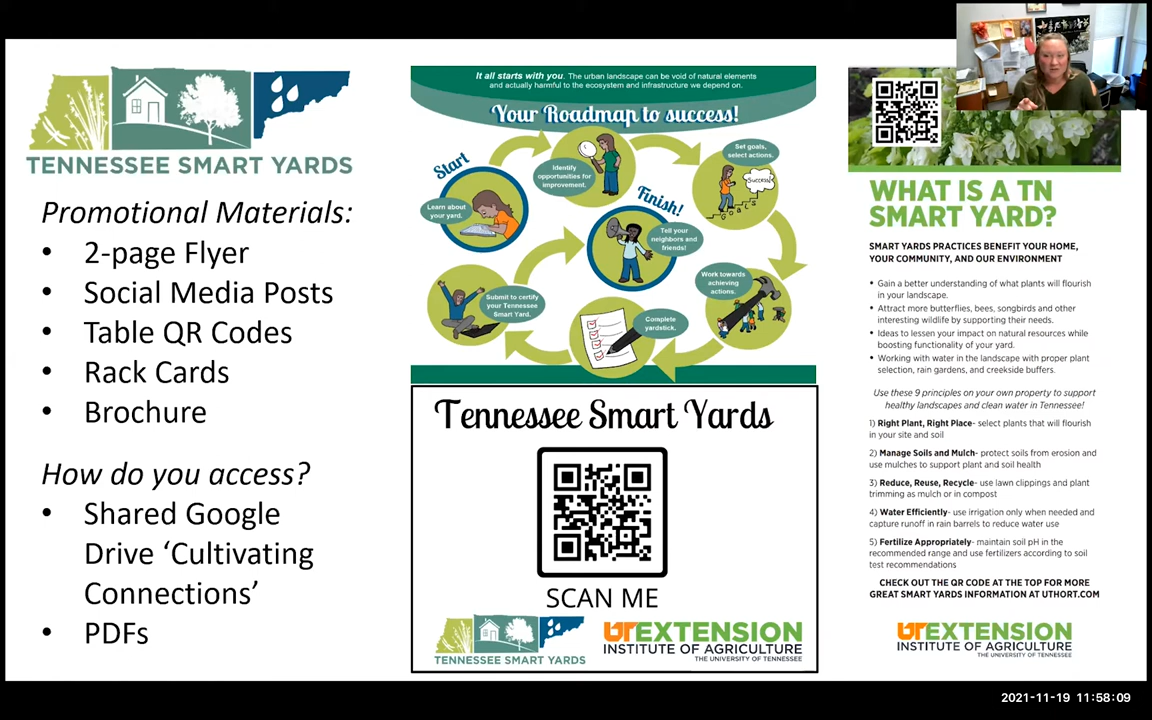 TENNESSEE SMART YARDS
Promotional Materials:
• 2-page Flyer
• Social Media Posts
• Table QR Codes
• Rack Cards
• Brochure
How do you access?
• Shared Google
Drive ‘Cultivating
Connections’
• PDFs
It all starts with you. The urban landscape can be void of natural elements
and actually harmful to the ecosystem and infrastructure we depend on.
Your Roadmap to success!
Start
Learn about
your yard.
Identify
opportunities for
improvement.
Set goals,
select actions.
Success!
GOALS
Work towards
achieving
actions.
Complete
yardstick.
Submit to certify
your Tennessee
Smart Yard.
Finish!
Tell your
neighbors and
friends!
Tennessee Smart Yards
SCAN ME
TENNESSEE SMART YARDS
UT EXTENSION
INSTITUTE OF AGRICULTURE
THE UNIVERSITY OF TENNESSEE
WHAT IS A TN
SMART YARD?
SMART YARDS PRACTICES BENEFIT YOUR HOME,
YOUR COMMUNITY, AND OUR ENVIRONMENT
• Gain a better understanding of what plants will flourish
in your landscape.
• Attract more butterflies, bees, songbirds and other
interesting wildlife by supporting their needs.
• Ideas to lessen your impact on natural resources while
boosting functionality of your yard.
• Working with water in the landscape with proper plant
selection, rain gardens, and creekside buffers.
Use these 9 principles on your own property to support
healthy landscapes and clean water in Tennessee!
1) Right Plant, Right Place- select plants that will flourish
in your site and soil
2) Manage Soils and Mulch- protect soils from erosion and
use mulches to support plant and soil health
3) Reduce, Reuse, Recycle- use lawn clippings and plant
trimming as mulch or in compost
4) Water Efficiently- use irrigation only when needed and
capture runoff in rain barrels to reduce water use
5) Fertilize Appropriately- maintain soil pH in the
recommended range and use fertilizers according to soil
test recommendations
CHECK OUT THE QR CODE AT THE TOP FOR MORE
GREAT SMART YARDS INFORMATION AT UTHORT.COM
UT EXTENSION
INSTITUTE OF AGRICULTURE
THE UNIVERSITY OF TENNESSEE
2021-11-19 11:58:09